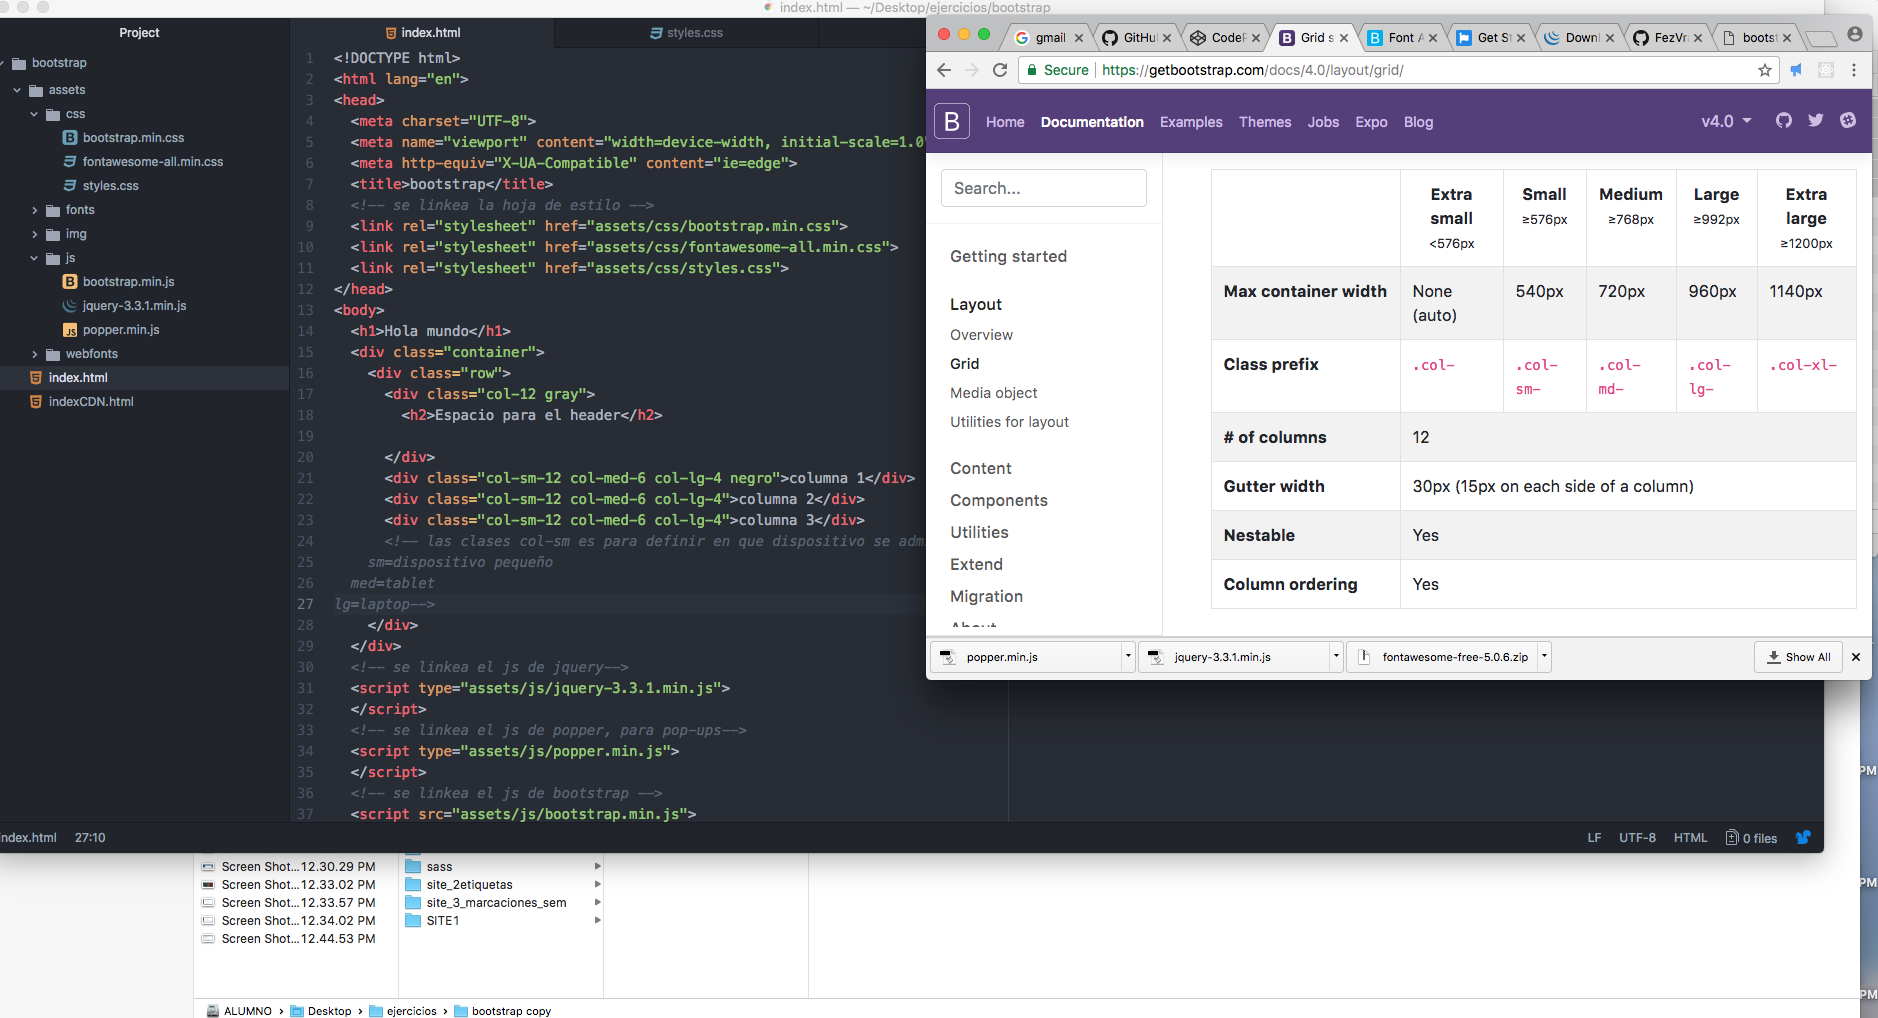 index.html — ~/Desktop/ejercicios/bootstrap
Project
bootstrap
assets
css
bootstrap.min.css
fontawesome-all.min.css
styles.css
fonts
img
js
bootstrap.min.js
jquery-3.3.1.min.js
popper.min.js
webfonts
index.html
indexCDN.html
index.html
styles.css
1 <!DOCTYPE html>
2 <html lang="en">
3 <head>
4 <meta charset="UTF-8">
5 <meta name="viewport" content="width=device-width, initial-scale=1.0"
6 <meta http-equiv="X-UA-Compatible" content="ie=edge">
7 <title>bootstrap</title>
8 <!-- se linkea la hoja de estilo -->
9 <link rel="stylesheet" href="assets/css/bootstrap.min.css">
10 <link rel="stylesheet" href="assets/css/fontawesome-all.min.css">
11 <link rel="stylesheet" href="assets/css/styles.css">
12 </head>
13 <body>
14 <h1>Hola mundo</h1>
15 <div class="container">
16 <div class="row">
17 <div class="col-12 gray">
18 <h2>Espacio para el header</h2>
19
20 </div>
21 <div class="col-sm-12 col-med-6 col-lg-4 negro">columna 1</div>
22 <div class="col-sm-12 col-med-6 col-lg-4">columna 2</div>
23 <div class="col-sm-12 col-med-6 col-lg-4">columna 3</div>
24 <!-- las clases col-sm es para definir en que dispositivo se adm
25 sm=dispositivo pequeño
26 med=tablet
27 lg=laptop-->
28 </div>
29 </div>
30 <!-- se linkea el js de jquery-->
31 <script type="assets/js/jquery-3.3.1.min.js">
32 </script>
33 <!-- se linkea el js de popper, para pop-ups-->
34 <script type="assets/js/popper.min.js">
35 </script>
36 <!-- se linkea el js de bootstrap -->
37 <script src="assets/js/bootstrap.min.js">
index.html 27:10
LF UTF-8 HTML 0 files
gmail
GitHu
CodeP
Grid s
Font A
Get St
Downl
FezVr
boots
Secure https://getbootstrap.com/docs/4.0/layout/grid/
B Home Documentation Examples Themes Jobs Expo Blog v4.0
Search...
Getting started
Layout
Overview
Grid
Media object
Utilities for layout
Content
Components
Utilities
Extend
Migration
About
Extra small <576px
Small ≥576px
Medium ≥768px
Large ≥992px
Extra large ≥1200px
Max container width None (auto) 540px 720px 960px 1140px
Class prefix .col- .col-sm- .col-md- .col-lg- .col-xl-
# of columns 12
Gutter width 30px (15px on each side of a column)
Nestable Yes
Column ordering Yes
popper.min.js
jquery-3.3.1.min.js
fontawesome-free-5.0.6.zip
Show All
Screen Shot...12.30.29 PM
Screen Shot...12.33.02 PM
Screen Shot...12.33.57 PM
Screen Shot...12.34.02 PM
Screen Shot...12.44.53 PM
sass
site_2etiquetas
site_3_marcaciones_sem
SITE1
ALUMNO › Desktop › ejercicios › bootstrap copy
PM
PM
PM